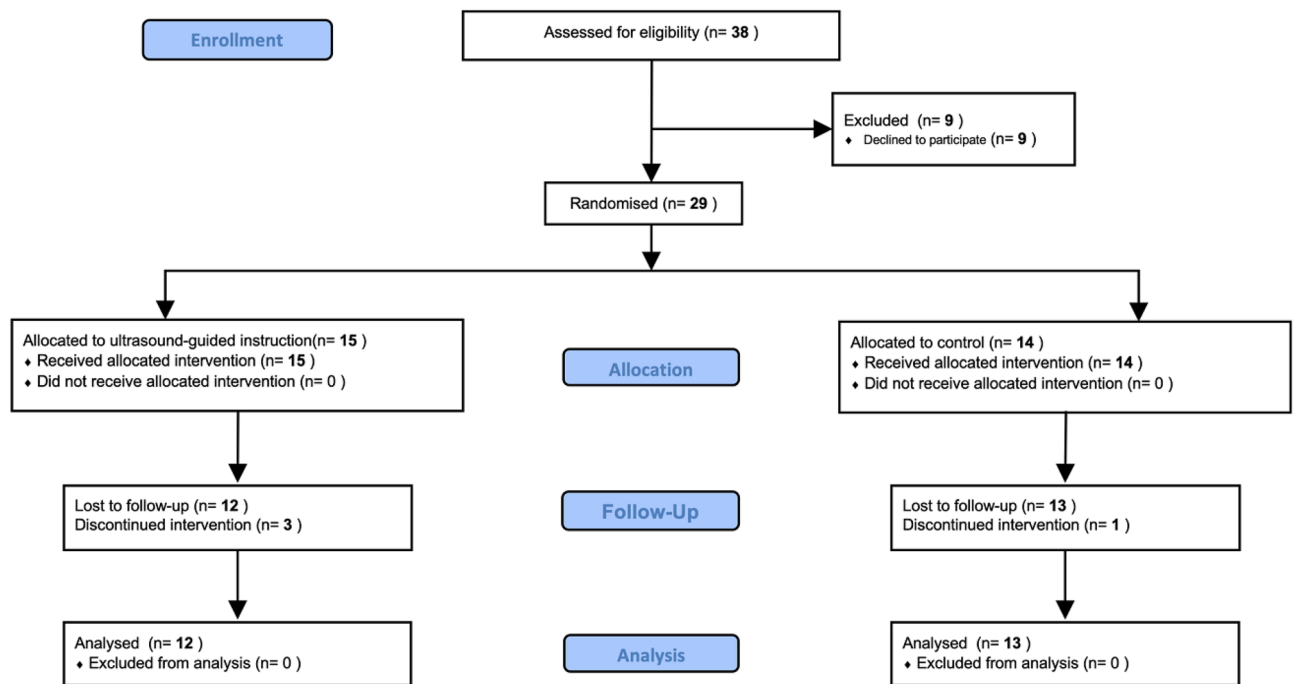 Enrollment
Assessed for eligibility (n= 38 )
Excluded (n= 9 )
♦ Declined to participate (n= 9 )
Randomised (n= 29 )
Allocated to ultrasound-guided instruction(n= 15 )
♦ Received allocated intervention (n= 15 )
♦ Did not receive allocated intervention (n= 0 )
Allocation
Allocated to control (n= 14 )
♦ Received allocated intervention (n= 14 )
♦ Did not receive allocated intervention (n= 0 )
Lost to follow-up (n= 12 )
Discontinued intervention (n= 3 )
Follow-Up
Lost to follow-up (n= 13 )
Discontinued intervention (n= 1 )
Analysed (n= 12 )
♦ Excluded from analysis (n= 0 )
Analysis
Analysed (n= 13 )
♦ Excluded from analysis (n= 0 )